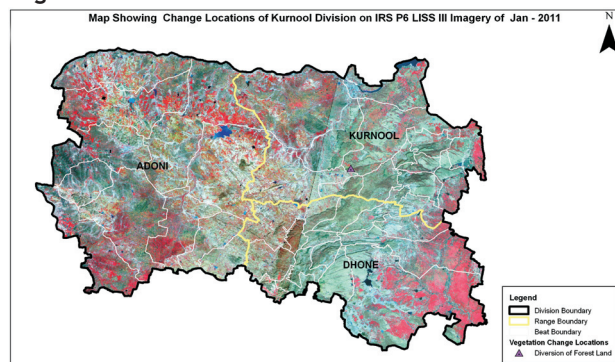 Map Showing Change Locations of Kurnool Division on IRS P6 LISS III Imagery of Jan - 2011
N
KURNOOL
ADONI
DHONE
Legend
Division Boundary
Range Boundary
Beat Boundary
Vegetation Change Locations
Diversion of Forest Land